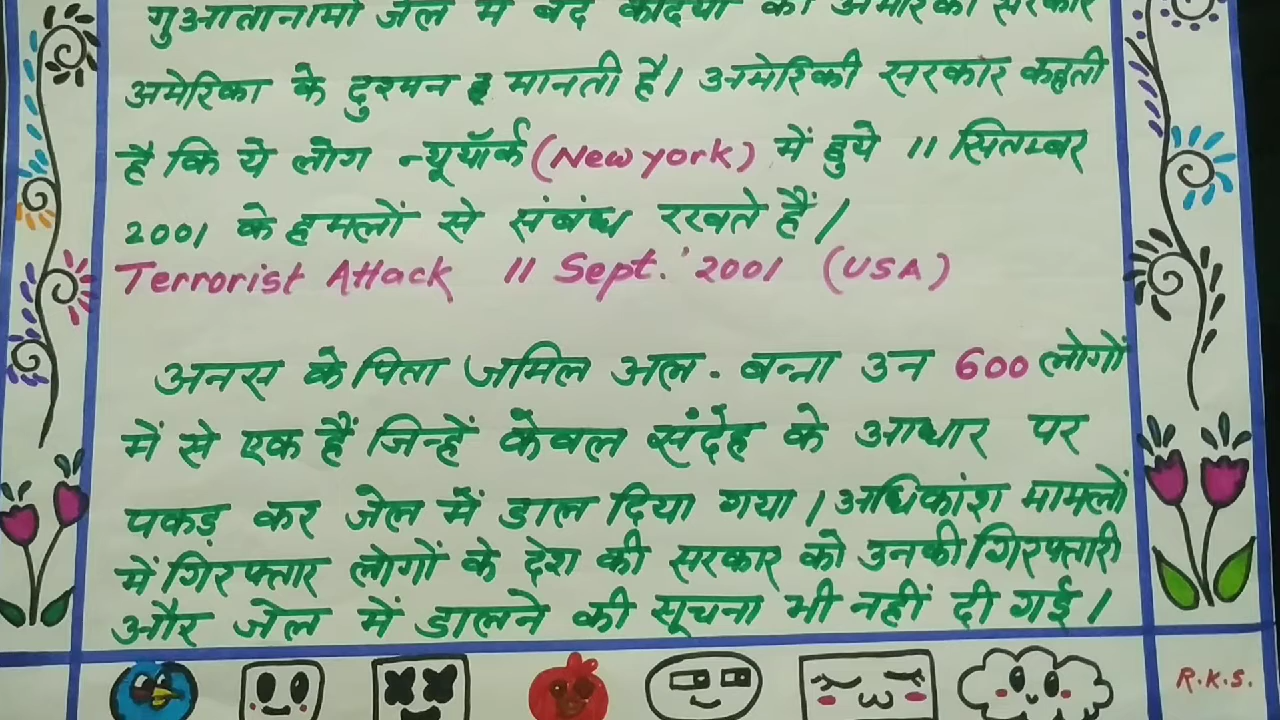 गुआंतानामो जेल में बंद कैदियों को अमेरिकी सरकार
अमेरिका के दुश्मन मानती है। अमेरिकी सरकार कहती
है कि ये लोग न्यूयॉर्क (New york) में हुये 11 सितम्बर
2001 के हमलों से संबंध रखते हैं।
Terrorist Attack 11 Sept.'2001 (USA)
अनस के पिता जमिल अल-बन्ना उन 600 लोगों
में से एक हैं जिन्हें केवल संदेह के आधार पर
पकड़ कर जेल में डाल दिया गया। अधिकांश मामलों
में गिरफ्तार लोगों के देश की सरकार को उनकी गिरफ्तारी
और जेल में डालने की सूचना भी नहीं दी गई।
R.K.S.